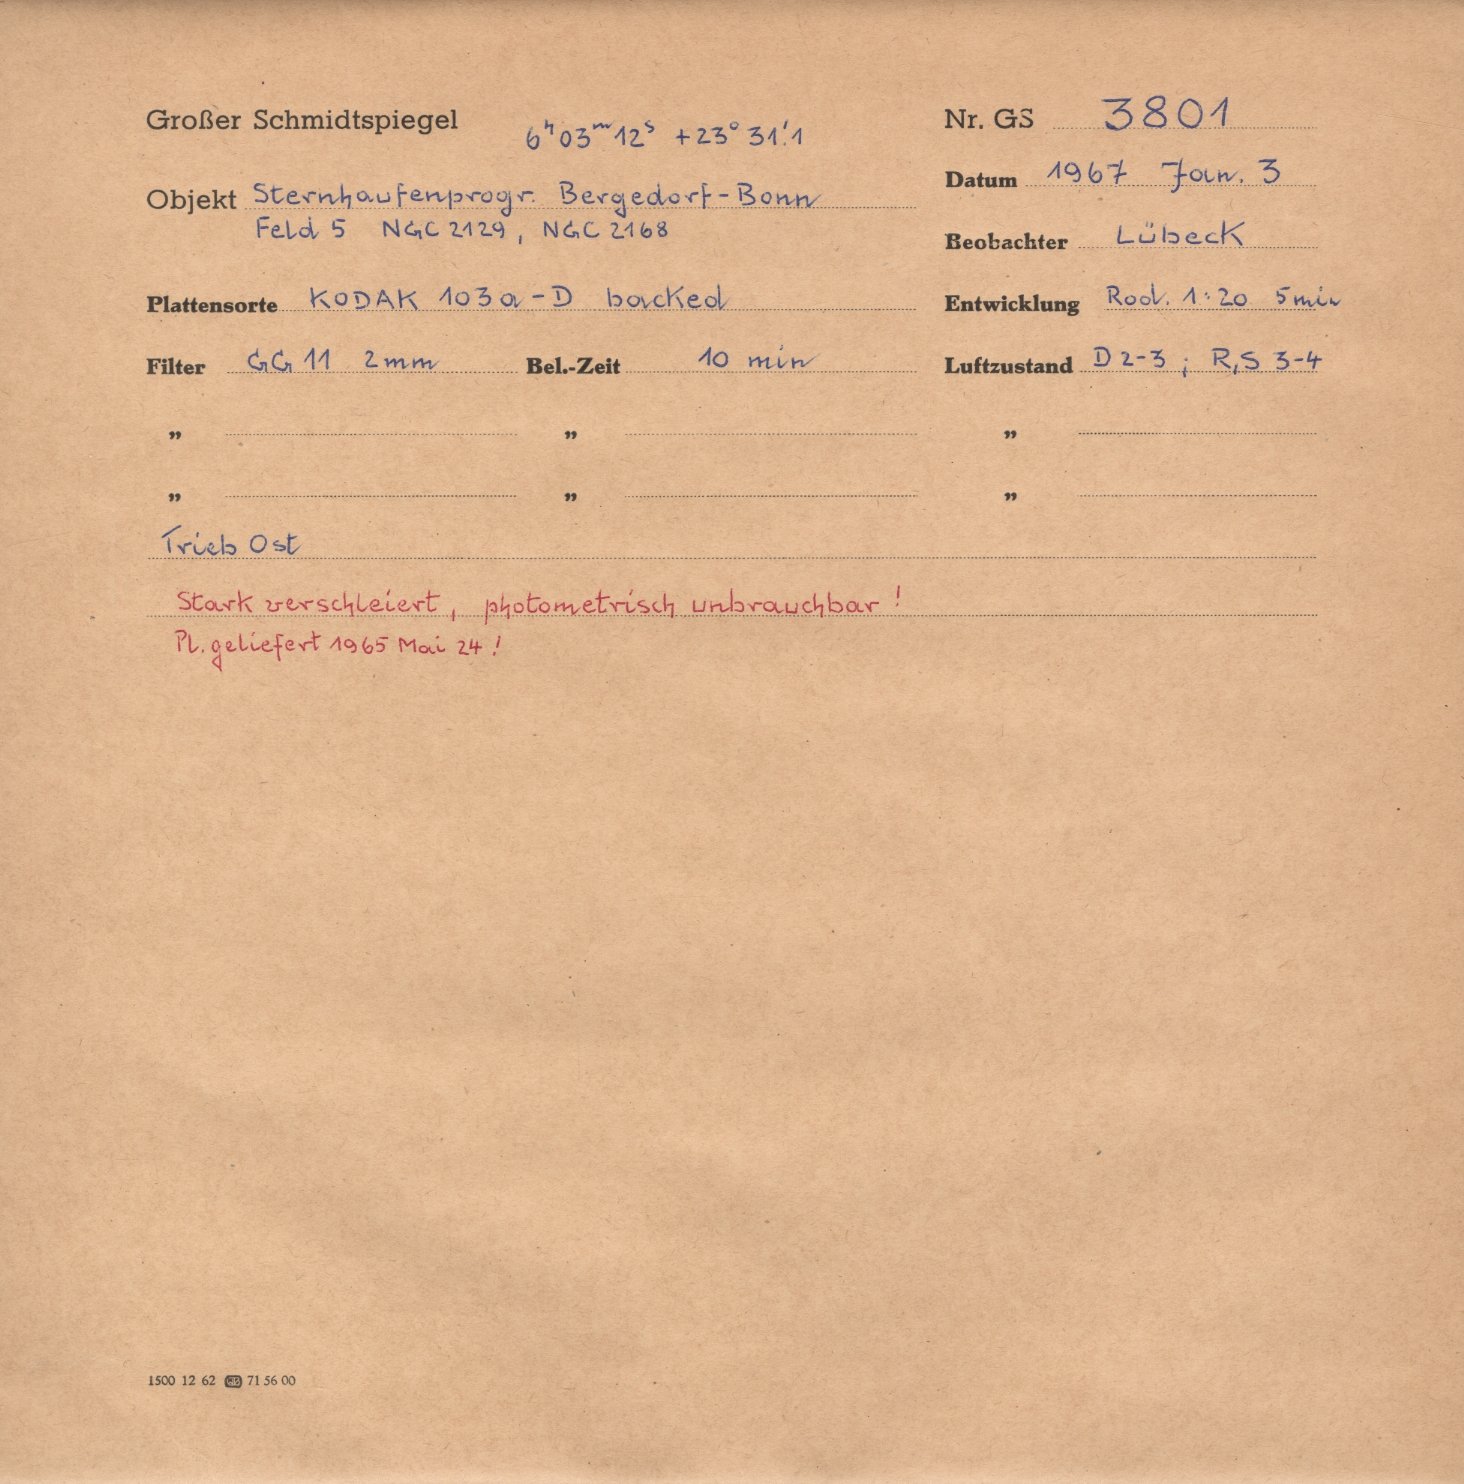 Großer Schmidtspiegel
6ʰ03ᵐ12ˢ +23° 31.'1
Nr. GS 3801
Objekt Sternhaufenprogr. Bergedorf-Bonn
Feld 5 NGC 2129, NGC 2168
Datum 1967 Jan. 3
Beobachter Lübeck
Plattensorte KODAK 103a-D backed
Entwicklung Rod. 1:20 5min
Filter GG 11 2mm Bel.-Zeit 10 min Luftzustand D 2-3; R,S 3-4
„ „ „
„ „ „
Trieb Ost
Stark verschleiert, photometrisch unbrauchbar!
Pl. geliefert 1965 Mai 24!
1500 12 62 71 56 00